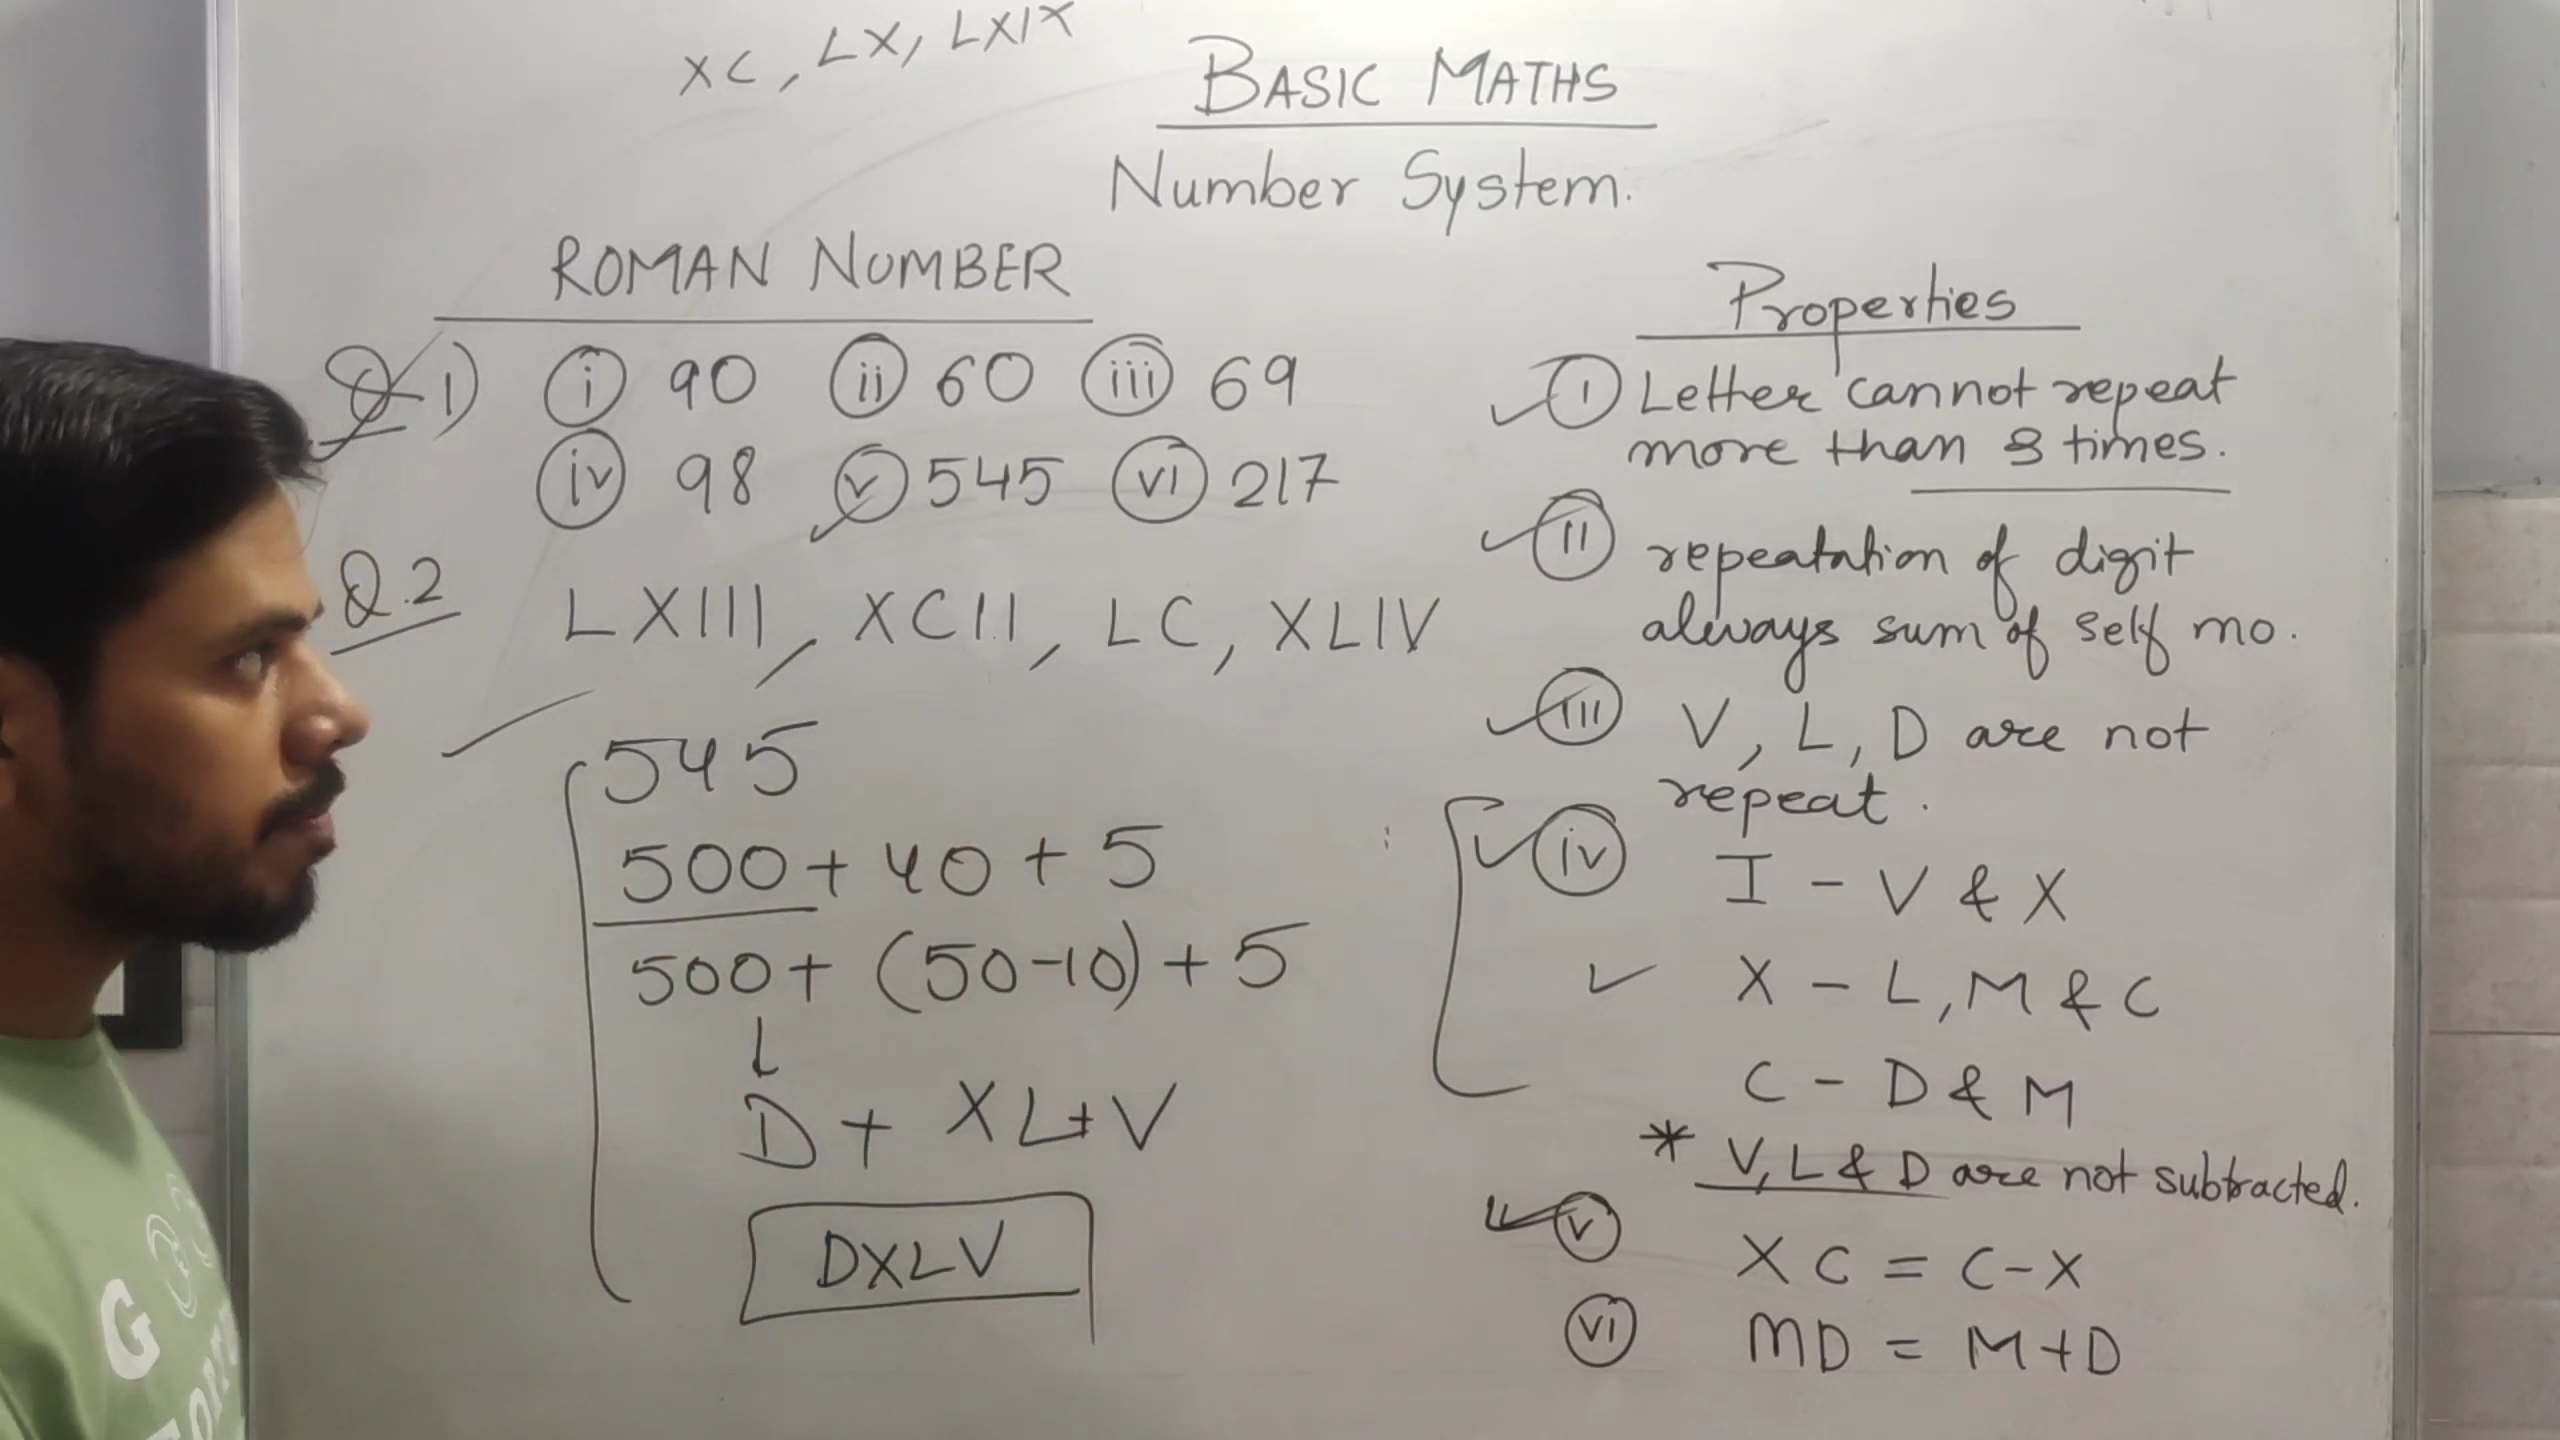 XC, LX, LXIX
BASIC MATHS
Number System.
ROMAN NUMBER
Q1) i 90 ii 60 iii 69
iv 98 v 545 vi 217
Q.2 LXIII, XCII, LC, XLIV
545
500 + 40 + 5
500 + (50-10) + 5
D + XL + V
DXLV
Properties
I Letter cannot repeat
more than 3 times.
II repeatation of digit
always sum of self mo.
III V, L, D are not
repeat.
iv I - V & X
X - L, M & C
C - D & M
* V, L & D are not subtracted.
v XC = C-X
vi MD = M+D
G